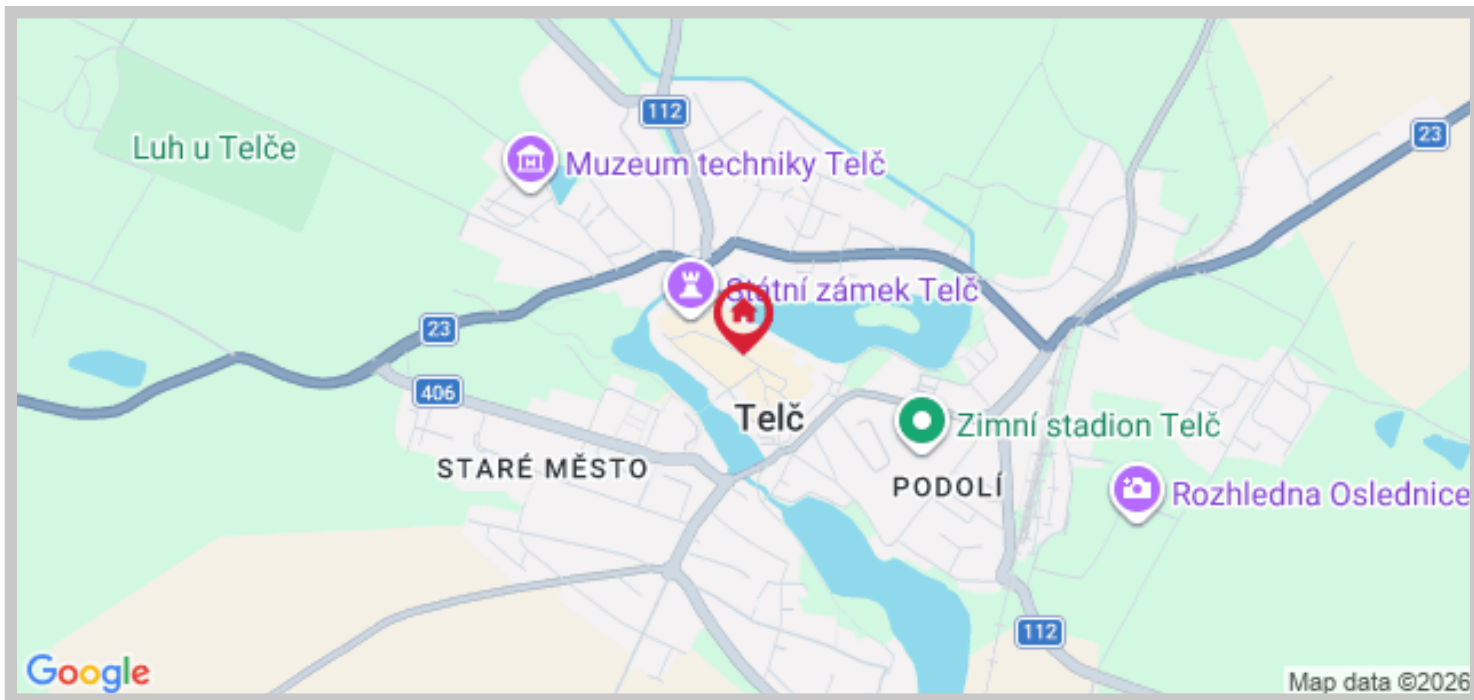 112
23
Luh u Telče
Muzeum techniky Telč
Státní zámek Telč
23
406
Telč
Zimní stadion Telč
STARÉ MĚSTO
PODOLÍ
Rozhledna Oslednice
112
Google
Map data ©2026